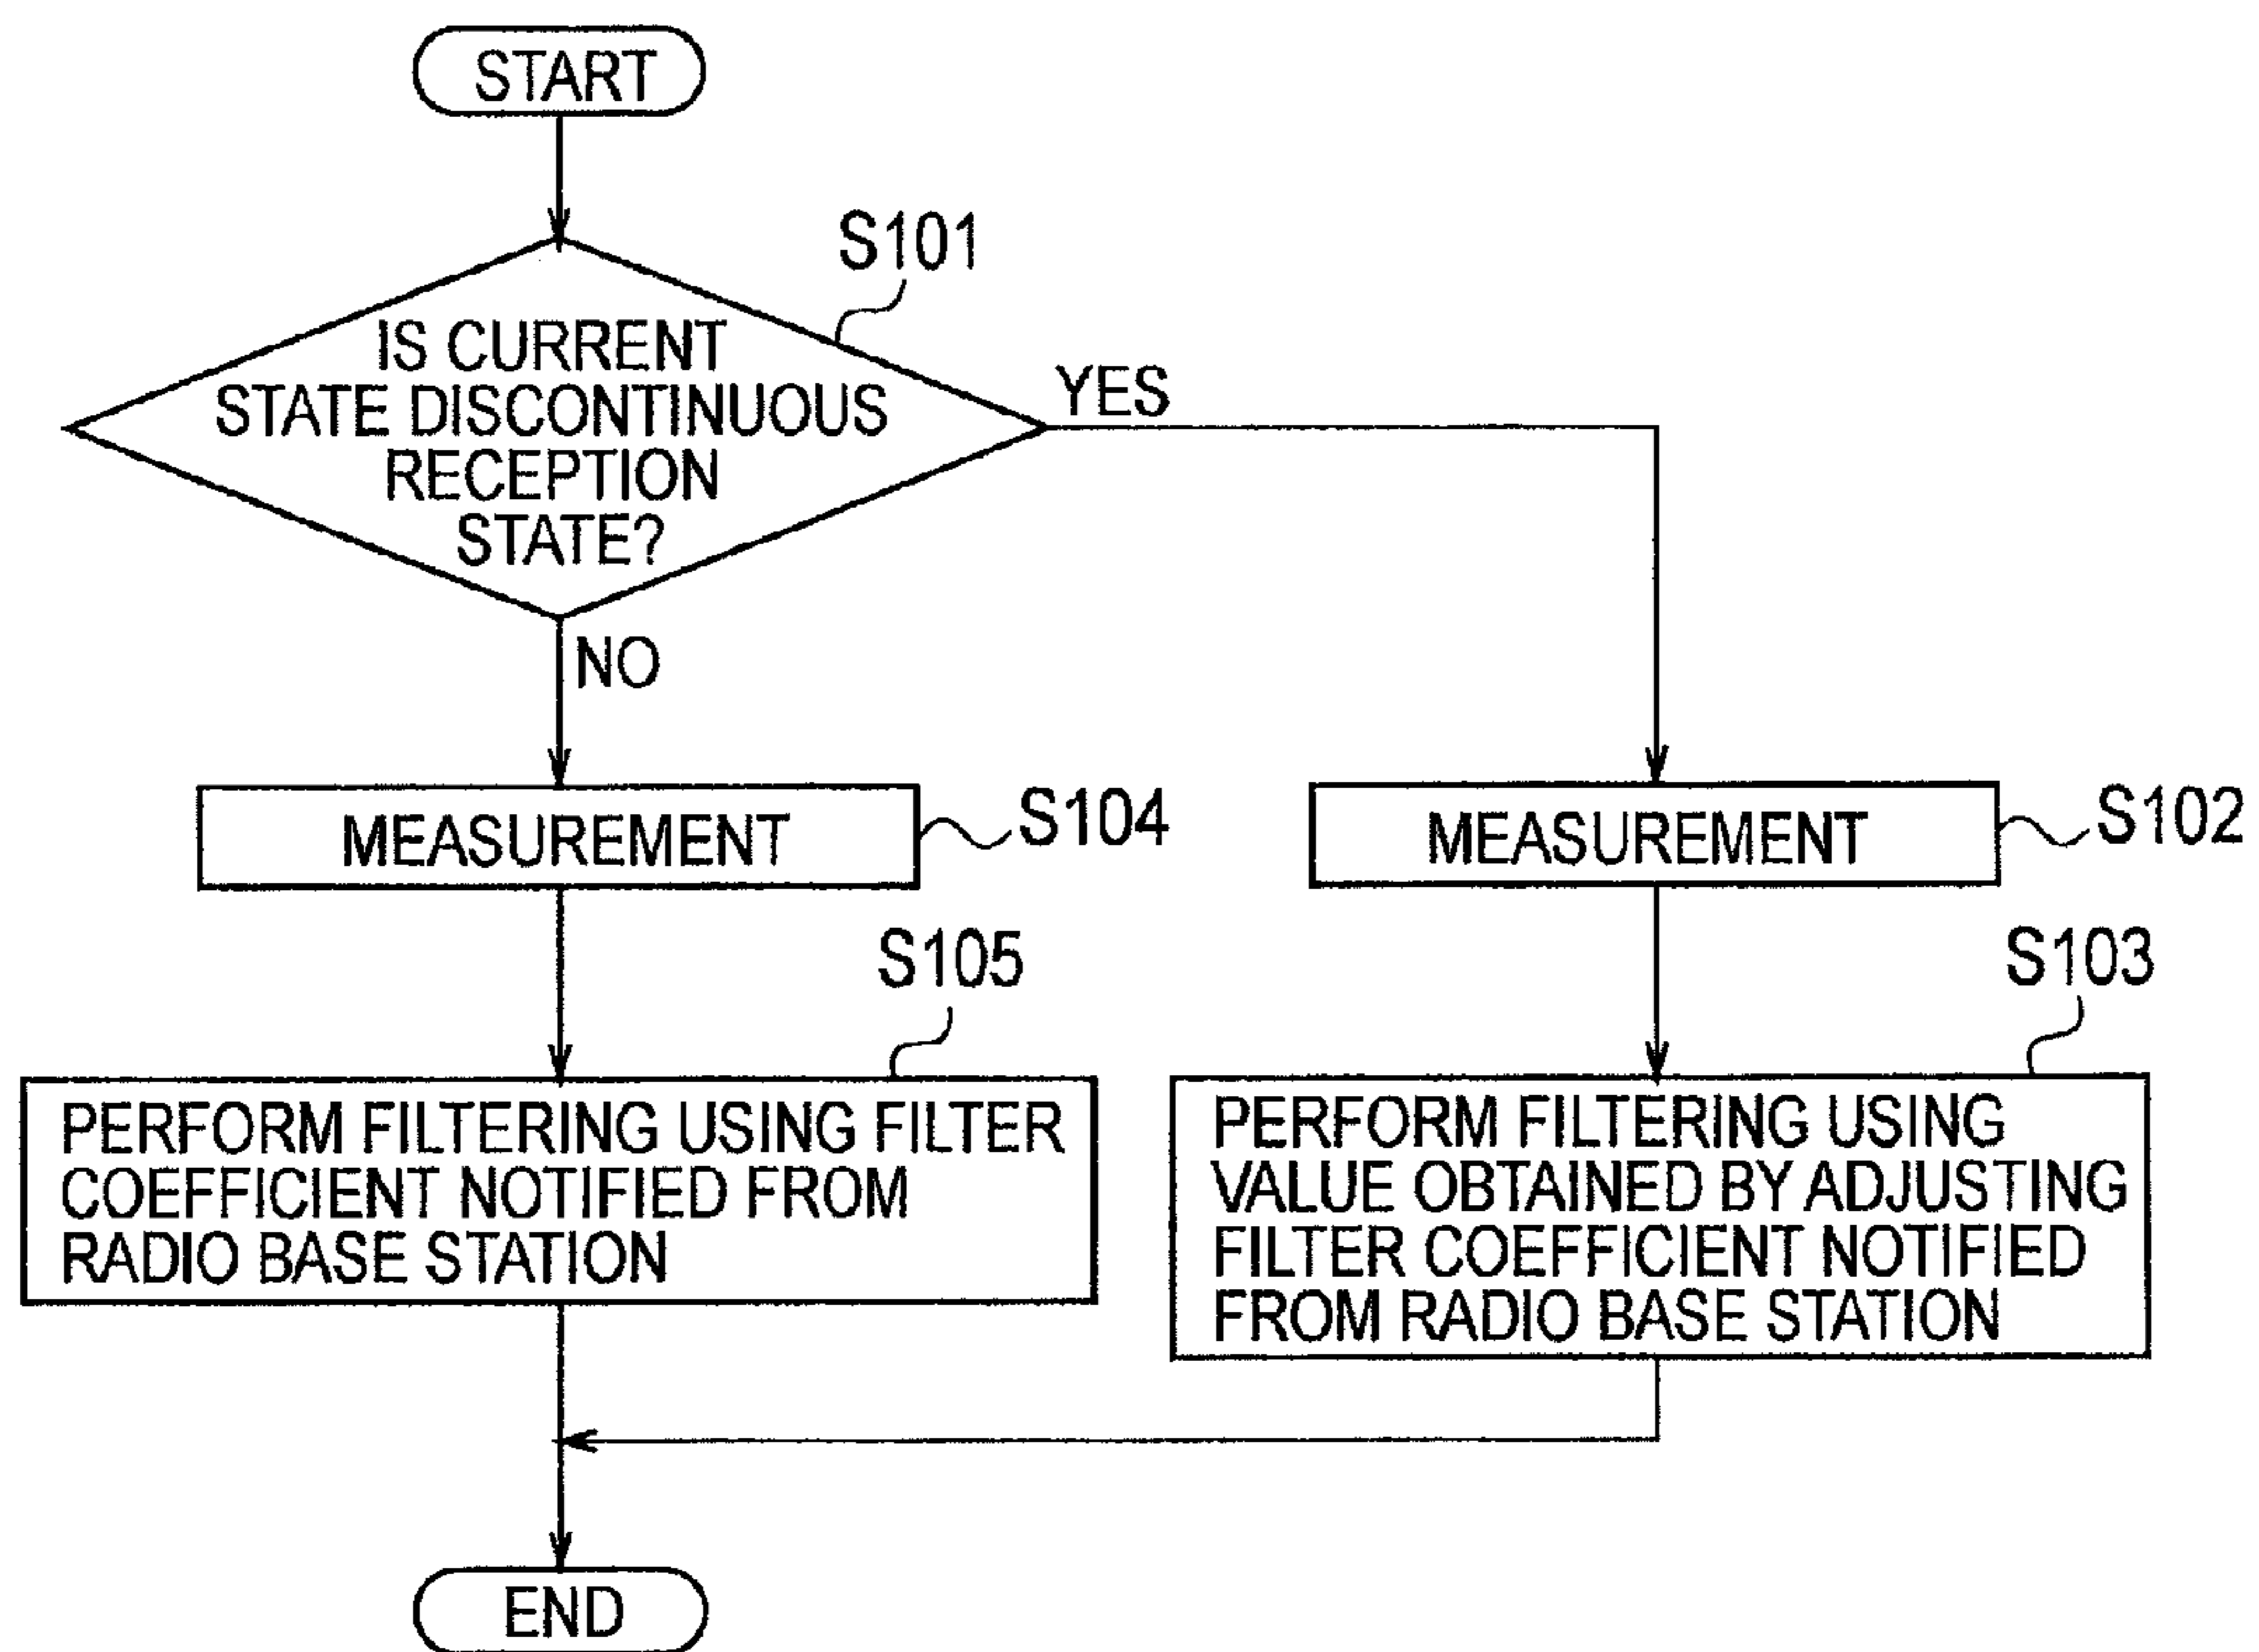 START
S101
IS CURRENT
STATE DISCONTINUOUS
RECEPTION
STATE?
YES
NO
MEASUREMENT
S104
MEASUREMENT
S102
S105
PERFORM FILTERING USING FILTER
COEFFICIENT NOTIFIED FROM
RADIO BASE STATION
S103
PERFORM FILTERING USING
VALUE OBTAINED BY ADJUSTING
FILTER COEFFICIENT NOTIFIED
FROM RADIO BASE STATION
END